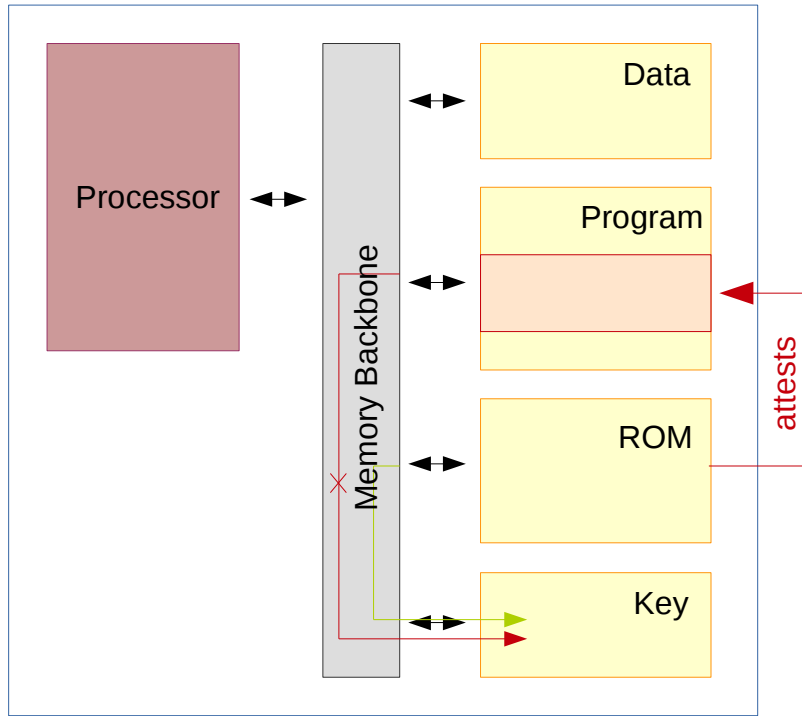 Data
Processor
Program
Memory Backbone
attests
ROM
Key